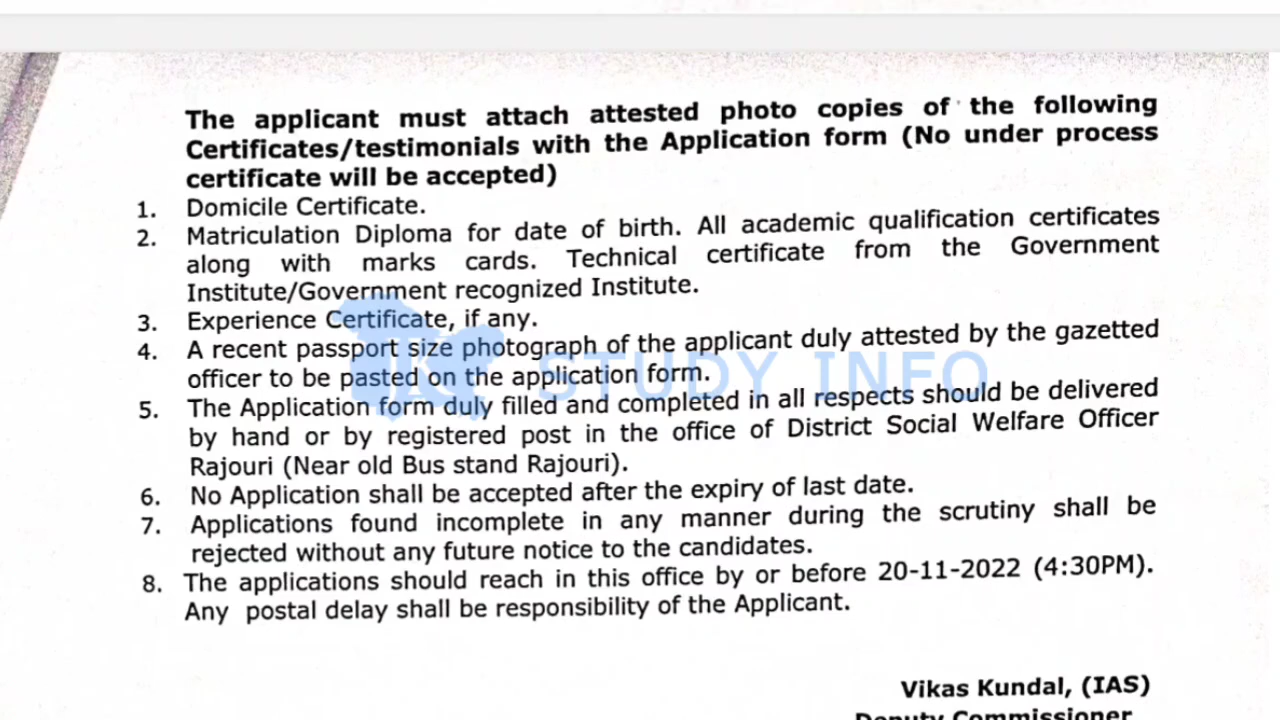 The applicant must attach attested photo copies of the following
Certificates/testimonials with the Application form (No under process
certificate will be accepted)
1. Domicile Certificate.
2. Matriculation Diploma for date of birth. All academic qualification certificates
along with marks cards. Technical certificate from the Government
Institute/Government recognized Institute.
3. Experience Certificate, if any.
4. A recent passport size photograph of the applicant duly attested by the gazetted
officer to be pasted on the application form.
5. The Application form duly filled and completed in all respects should be delivered
by hand or by registered post in the office of District Social Welfare Officer
Rajouri (Near old Bus stand Rajouri).
6. No Application shall be accepted after the expiry of last date.
7. Applications found incomplete in any manner during the scrutiny shall be
rejected without any future notice to the candidates.
8. The applications should reach in this office by or before 20-11-2022 (4:30PM).
Any postal delay shall be responsibility of the Applicant.
JK STUDY INFO
Vikas Kundal, (IAS)
Deputy Commissioner